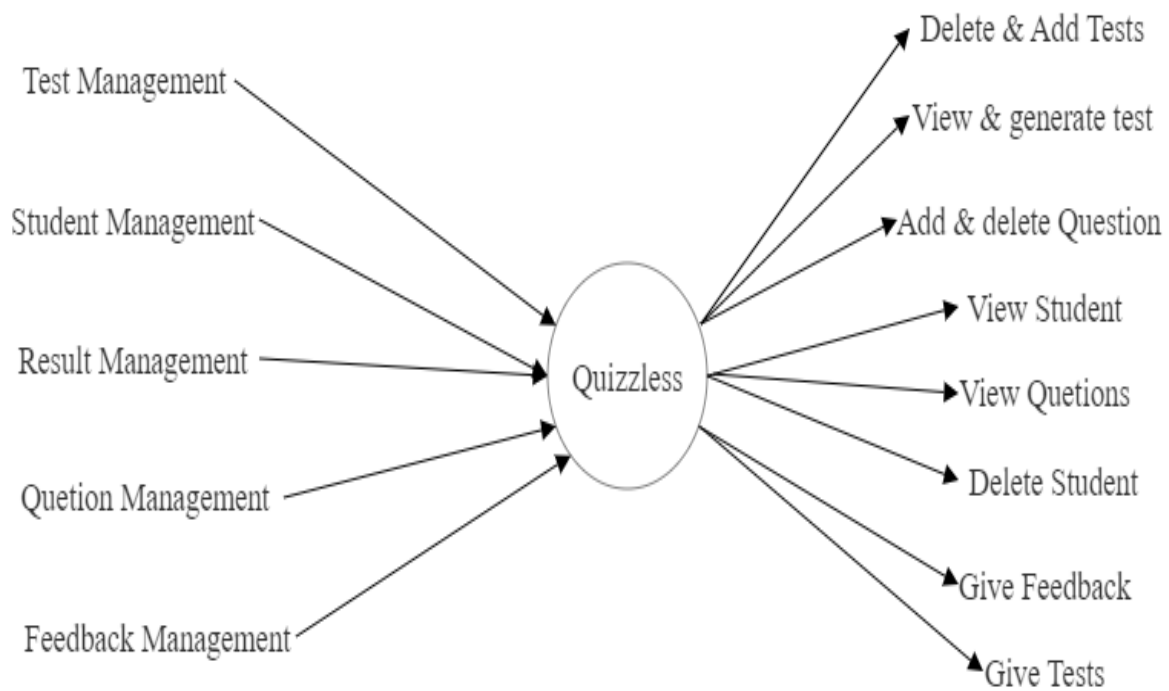 Test Management
Student Management
Result Management
Quetion Management
Feedback Management
Quizzless
Delete & Add Tests
View & generate test
Add & delete Question
View Student
View Quetions
Delete Student
Give Feedback
Give Tests